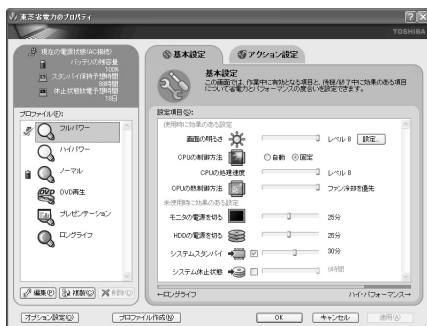 東芝省電力のプロパティ
TOSHIBA
現在の電源状態(AC接続)
バッテリの残容量
100%
スタンバイ保持予想時間
休止状態放電予想時間
プロファイル(E):
フルパワー
ハイパワー
ノーマル
DVD再生
プレゼンテーション
ロングライフ
編集(P)
複製(C)
削除(D)
基本設定
アクション設定
基本設定
この画面では、作業中に有効となる項目と、待機/終了中に効果のある項目
について省電力とパフォーマンスの度合いを設定できます。
設定項目(S):
使用時に効果のある設定
画面の明るさ
レベル 8
設定...
CPUの制御方法
自動
固定
CPUの処理速度
レベル 8
CPUの熱制御方法
ファン冷却を優先
未使用時に効果のある設定
モニタの電源を切る
25分
HDDの電源を切る
25分
システムスタンバイ
30分
システム休止状態
←ロングライフ
ハイ・パフォーマンス→
オプション設定(O)
プロファイル作成(N)
OK
キャンセル
適用(A)